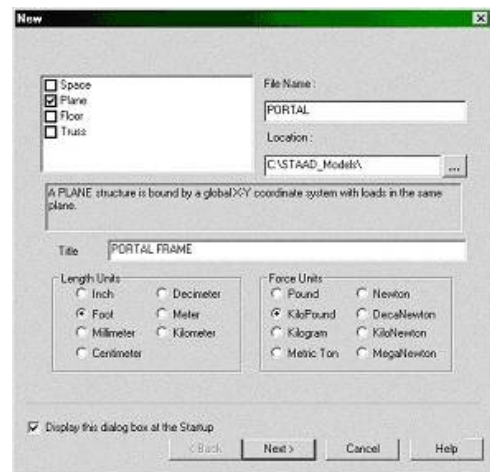 New
Space
Plane
Floor
Truss
File Name :
PORTAL
Location :
C:\STAAD_Models\
...
A PLANE structure is bound by a global X-Y coordinate system with loads in the same
plane.
Title
PORTAL FRAME
Length Units
Inch
Decimeter
Foot
Meter
Millimeter
Kilometer
Centimeter
Force Units
Pound
Newton
KiloPound
DecaNewton
Kilogram
KiloNewton
Metric Ton
MegaNewton
Display this dialog box at the Startup
< Back
Next >
Cancel
Help